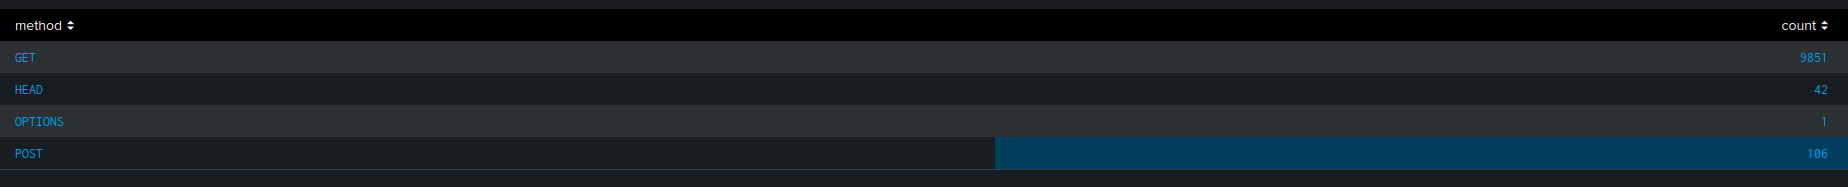 method count
GET 9851
HEAD 42
OPTIONS 1
POST 106